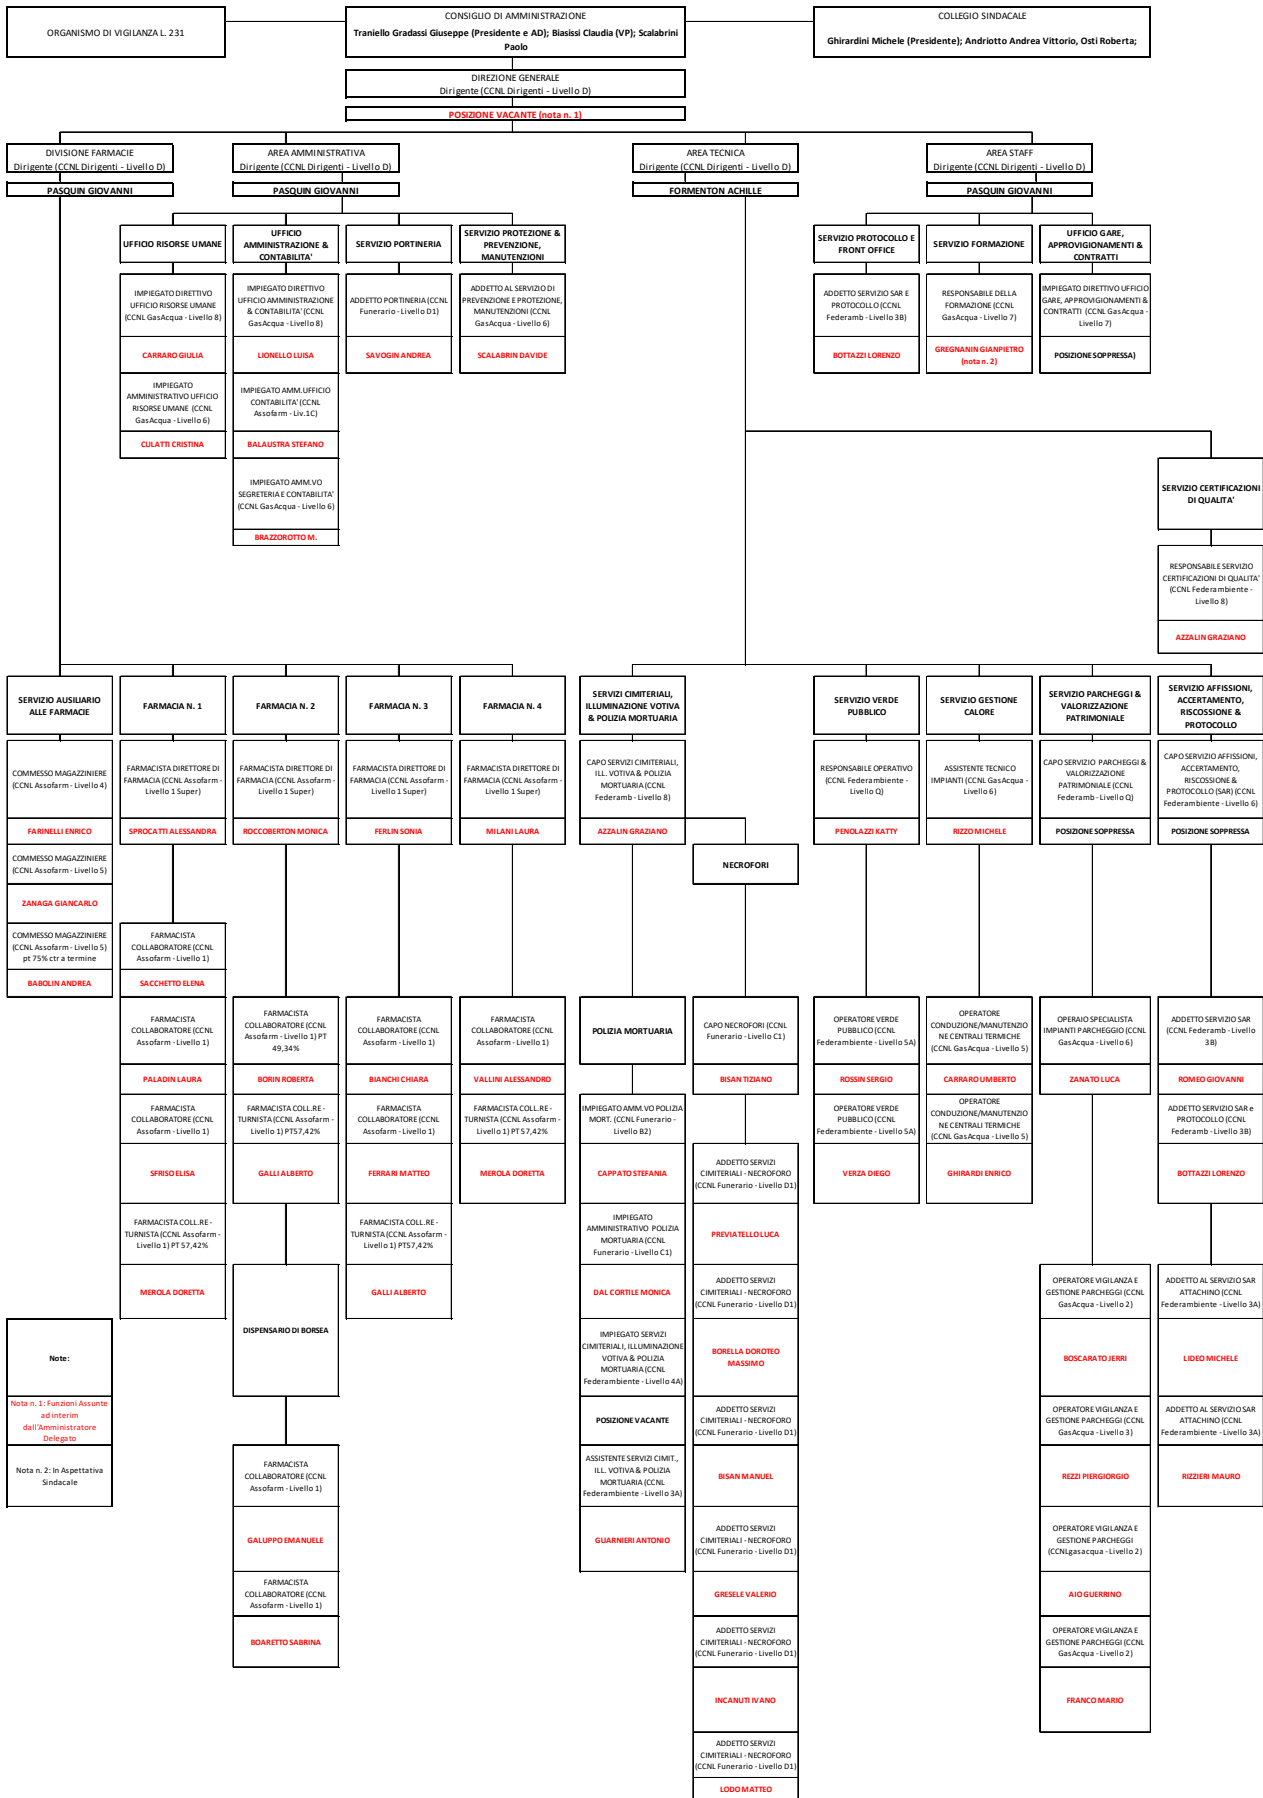 ORGANISMO DI VIGILANZA L. 231
CONSIGLIO DI AMMINISTRAZIONE
Traniello Gradassi Giuseppe (Presidente e AD); Biasissi Claudia (VP); Scalabrini
Paolo
COLLEGIO SINDACALE
Ghirardini Michele (Presidente); Andriotto Andrea Vittorio, Osti Roberta;
DIREZIONE GENERALE
Dirigente (CCNL Dirigenti - Livello D)
POSIZIONE VACANTE (nota n. 1)
DIVISIONE FARMACIE
Dirigente (CCNL Dirigenti - Livello D)
PASQUIN GIOVANNI
AREA AMMINISTRATIVA
Dirigente (CCNL Dirigenti - Livello D)
PASQUIN GIOVANNI
AREA TECNICA
Dirigente (CCNL Dirigenti - Livello D)
FORMENTON ACHILLE
AREA STAFF
Dirigente (CCNL Dirigenti - Livello D)
PASQUIN GIOVANNI
UFFICIO RISORSE UMANE
IMPIEGATO DIRETTIVO
UFFICIO RISORSE UMANE
(CCNL GasAcqua - Livello 8)
CARRARO GIULIA
IMPIEGATO
AMMINISTRATIVO UFFICIO
RISORSE UMANE (CCNL
GasAcqua - Livello 6)
CULATTI CRISTINA
UFFICIO
AMMINISTRAZIONE &
CONTABILITA'
IMPIEGATO DIRETTIVO
UFFICIO AMMINISTRAZIONE
& CONTABILITA' (CCNL
GasAcqua - Livello 8)
LIONELLO LUISA
IMPIEGATO AMM.UFFICIO
CONTABILITA' (CCNL
Assofarm - Liv.1C)
BALAUSTRA STEFANO
IMPIEGATO AMM.VO
SEGRETERIA E CONTABILITA'
(CCNL GasAcqua - Livello 6)
BRAZZOROTTO M.
SERVIZIO PORTINERIA
ADDETTO PORTINERIA (CCNL
Funerario - Livello D1)
SAVOGIN ANDREA
SERVIZIO PROTEZIONE &
PREVENZIONE,
MANUTENZIONI
ADDETTO AL SERVIZIO DI
PREVENZIONE E PROTEZIONE,
MANUTENZIONI (CCNL
GasAcqua - Livello 6)
SCALABRIN DAVIDE
SERVIZIO PROTOCOLLO E
FRONT OFFICE
ADDETTO SERVIZIO SAR E
PROTOCOLLO (CCNL
Federamb - Livello 3B)
BOTTAZZI LORENZO
SERVIZIO FORMAZIONE
RESPONSABILE DELLA
FORMAZIONE (CCNL
GasAcqua - Livello 7)
GREGNANIN GIANPIETRO
(nota n. 2)
UFFICIO GARE,
APPROVIGIONAMENTI &
CONTRATTI
IMPIEGATO DIRETTIVO UFFICIO
GARE, APPROVIGIONAMENTI &
CONTRATTI (CCNL GasAcqua -
Livello 7)
POSIZIONE SOPPRESSA)
SERVIZIO CERTIFICAZIONI
DI QUALITA'
RESPONSABILE SERVIZIO
CERTIFICAZIONI DI QUALITA'
(CCNL Federambiente -
Livello 8)
AZZALIN GRAZIANO
SERVIZIO AUSILIARIO
ALLE FARMACIE
COMMESSO MAGAZZINIERE
(CCNL Assofarm - Livello 4)
FARINELLI ENRICO
COMMESSO MAGAZZINIERE
(CCNL Assofarm - Livello 5)
ZANAGA GIANCARLO
COMMESSO MAGAZZINIERE
(CCNL Assofarm - Livello 5)
pt 75% ctr a termine
BABOLIN ANDREA
FARMACIA N. 1
FARMACISTA DIRETTORE DI
FARMACIA (CCNL Assofarm -
Livello 1 Super)
SPROCATTI ALESSANDRA
FARMACISTA
COLLABORATORE (CCNL
Assofarm - Livello 1)
SACCHETTO ELENA
FARMACISTA
COLLABORATORE (CCNL
Assofarm - Livello 1)
PALADIN LAURA
FARMACISTA
COLLABORATORE (CCNL
Assofarm - Livello 1)
SFRISO ELISA
FARMACISTA COLL.RE -
TURNISTA (CCNL Assofarm -
Livello 1) PT 57,42%
MEROLA DORETTA
FARMACIA N. 2
FARMACISTA DIRETTORE DI
FARMACIA (CCNL Assofarm -
Livello 1 Super)
ROCCOBERTON MONICA
FARMACISTA
COLLABORATORE (CCNL
Assofarm - Livello 1) PT
49,34%
BORIN ROBERTA
FARMACISTA COLL.RE -
TURNISTA (CCNL Assofarm -
Livello 1) PT57,42%
GALLI ALBERTO
DISPENSARIO DI BORSEA
FARMACISTA
COLLABORATORE (CCNL
Assofarm - Livello 1)
GALUPPO EMANUELE
FARMACISTA
COLLABORATORE (CCNL
Assofarm - Livello 1)
BOARETTO SABRINA
FARMACIA N. 3
FARMACISTA DIRETTORE DI
FARMACIA (CCNL Assofarm -
Livello 1 Super)
FERLIN SONIA
FARMACISTA
COLLABORATORE (CCNL
Assofarm - Livello 1)
BIANCHI CHIARA
FARMACISTA
COLLABORATORE (CCNL
Assofarm - Livello 1)
FERRARI MATTEO
FARMACISTA COLL.RE -
TURNISTA (CCNL Assofarm -
Livello 1) PT57,42%
GALLI ALBERTO
FARMACIA N. 4
FARMACISTA DIRETTORE DI
FARMACIA (CCNL Assofarm -
Livello 1 Super)
MILANI LAURA
FARMACISTA
COLLABORATORE (CCNL
Assofarm - Livello 1)
VALLINI ALESSANDRO
FARMACISTA COLL.RE -
TURNISTA (CCNL Assofarm -
Livello 1) PT 57,42%
MEROLA DORETTA
SERVIZI CIMITERIALI,
ILLUMINAZIONE VOTIVA
& POLIZIA MORTUARIA
CAPO SERVIZI CIMITERIALI,
ILL. VOTIVA & POLIZIA
MORTUARIA (CCNL
Federamb - Livello 8)
AZZALIN GRAZIANO
POLIZIA MORTUARIA
IMPIEGATO AMM.VO POLIZIA
MORT. (CCNL Funerario -
Livello B2)
CAPPATO STEFANIA
IMPIEGATO
AMMINISTRATIVO POLIZIA
MORTUARIA (CCNL
Funerario - Livello C1)
DAL CORTILE MONICA
IMPIEGATO SERVIZI
CIMITERIALI, ILLUMINAZIONE
VOTIVA & POLIZIA
MORTUARIA (CCNL
Federambiente - Livello 4A)
POSIZIONE VACANTE
ASSISTENTE SERVIZI CIMIT.,
ILL. VOTIVA & POLIZIA
MORTUARIA (CCNL
Federambiente - Livello 3A)
GUARNIERI ANTONIO
NECROFORI
CAPO NECROFORI (CCNL
Funerario - Livello C1)
BISAN TIZIANO
ADDETTO SERVIZI
CIMITERIALI - NECROFORO
(CCNL Funerario - Livello D1)
PREVIATELLO LUCA
ADDETTO SERVIZI
CIMITERIALI - NECROFORO
(CCNL Funerario - Livello D1)
BORELLA DOROTEO
MASSIMO
ADDETTO SERVIZI
CIMITERIALI - NECROFORO
(CCNL Funerario - Livello D1)
BISAN MANUEL
ADDETTO SERVIZI
CIMITERIALI - NECROFORO
(CCNL Funerario - Livello D1)
GRESELE VALERIO
ADDETTO SERVIZI
CIMITERIALI - NECROFORO
(CCNL Funerario - Livello D1)
INCANUTI IVANO
ADDETTO SERVIZI
CIMITERIALI - NECROFORO
(CCNL Funerario - Livello D1)
LODO MATTEO
SERVIZIO VERDE
PUBBLICO
RESPONSABILE OPERATIVO
(CCNL Federambiente -
Livello Q)
PENOLAZZI KATTY
OPERATORE VERDE
PUBBLICO (CCNL
Federambiente - Livello 5A)
ROSSIN SERGIO
OPERATORE VERDE
PUBBLICO (CCNL
Federambiente - Livello 5A)
VERZA DIEGO
SERVIZIO GESTIONE
CALORE
ASSISTENTE TECNICO
IMPIANTI (CCNL GasAcqua -
Livello 6)
RIZZO MICHELE
OPERATORE
CONDUZIONE/MANUTENZIO
NE CENTRALI TERMICHE
(CCNL GasAcqua - Livello 5)
CARRARO UMBERTO
OPERATORE
CONDUZIONE/MANUTENZIO
NE CENTRALI TERMICHE
(CCNL GasAcqua - Livello 5)
GHIRARDI ENRICO
SERVIZIO PARCHEGGI &
VALORIZZAZIONE
PATRIMONIALE
CAPO SERVIZIO PARCHEGGI &
VALORIZZAZIONE
PATRIMONIALE (CCNL
Federamb - Livello Q)
POSIZIONE SOPPRESSA
OPERAIO SPECIALISTA
IMPIANTI PARCHEGGIO (CCNL
GasAcqua - Livello 6)
ZANATO LUCA
OPERATORE VIGILANZA E
GESTIONE PARCHEGGI (CCNL
GasAcqua - Livello 2)
BOSCARATO JERRI
OPERATORE VIGILANZA E
GESTIONE PARCHEGGI (CCNL
GasAcqua - Livello 3)
REZZI PIERGIORGIO
OPERATORE VIGILANZA E
GESTIONE PARCHEGGI
(CCNLgasacqua - Livello 2)
AIO GUERRINO
OPERATORE VIGILANZA E
GESTIONE PARCHEGGI (CCNL
GasAcqua - Livello 2)
FRANCO MARIO
SERVIZIO AFFISSIONI,
ACCERTAMENTO,
RISCOSSIONE &
PROTOCOLLO
CAPO SERVIZIO AFFISSIONI,
ACCERTAMENTO,
RISCOSSIONE &
PROTOCOLLO (SAR) (CCNL
Federambiente - Livello 6)
POSIZIONE SOPPRESSA
ADDETTO SERVIZIO SAR
(CCNL Federamb - Livello
3B)
ROMEO GIOVANNI
ADDETTO SERVIZIO SAR e
PROTOCOLLO (CCNL
Federamb - Livello 3B)
BOTTAZZI LORENZO
ADDETTO AL SERVIZIO SAR
ATTACHINO (CCNL
Federambiente - Livello 3A)
LIDEO MICHELE
ADDETTO AL SERVIZIO SAR
ATTACHINO (CCNL
Federambiente - Livello 3A)
RIZZIERI MAURO
Note:
Nota n. 1: Funzioni Assunte
ad interim
dall'Amministratore
Delegato
Nota n. 2: In Aspettativa
Sindacale